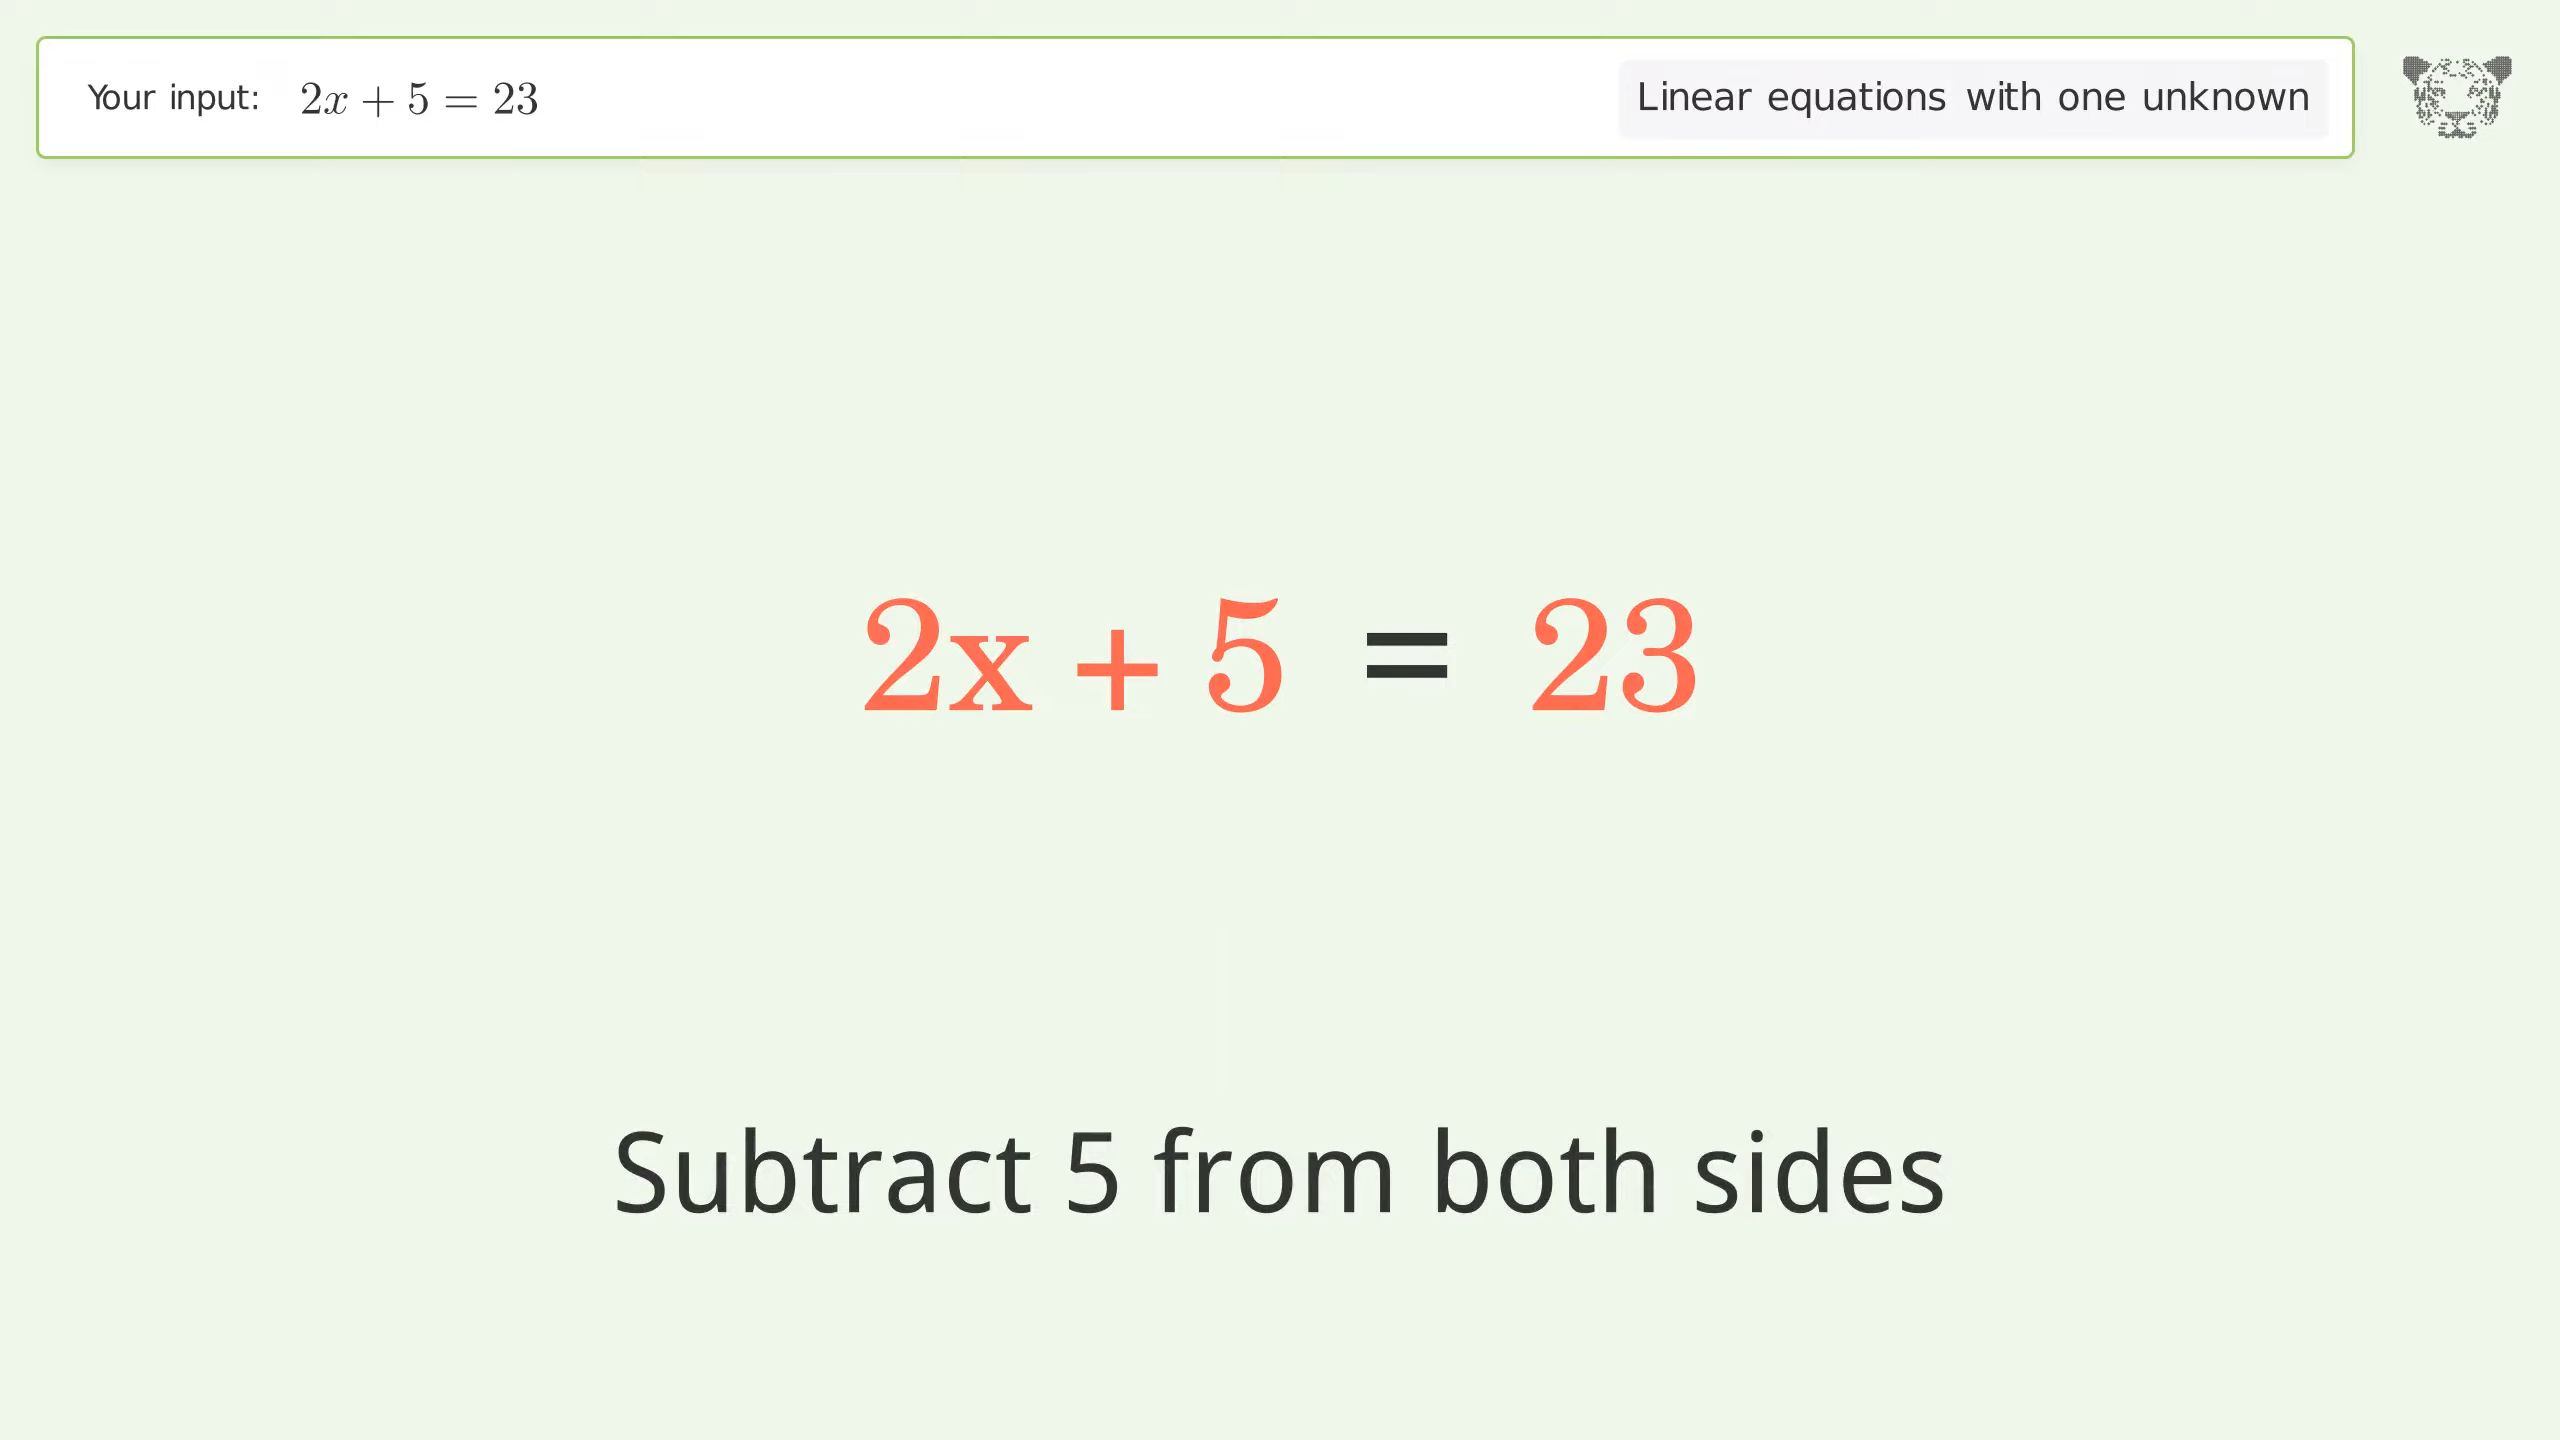 Your input: 2x + 5 = 23
Linear equations with one unknown
2x + 5 = 23
Subtract 5 from both sides